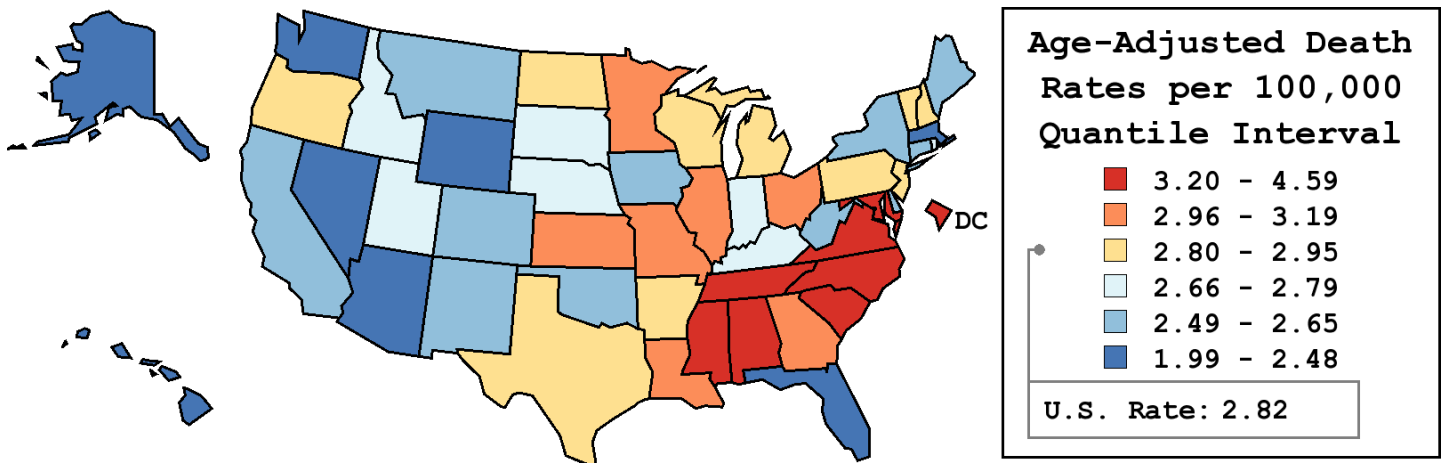 Age-Adjusted Death
Rates per 100,000
Quantile Interval
3.20 - 4.59
2.96 - 3.19
2.80 - 2.95
2.66 - 2.79
2.49 - 2.65
1.99 - 2.48
U.S. Rate: 2.82
DC